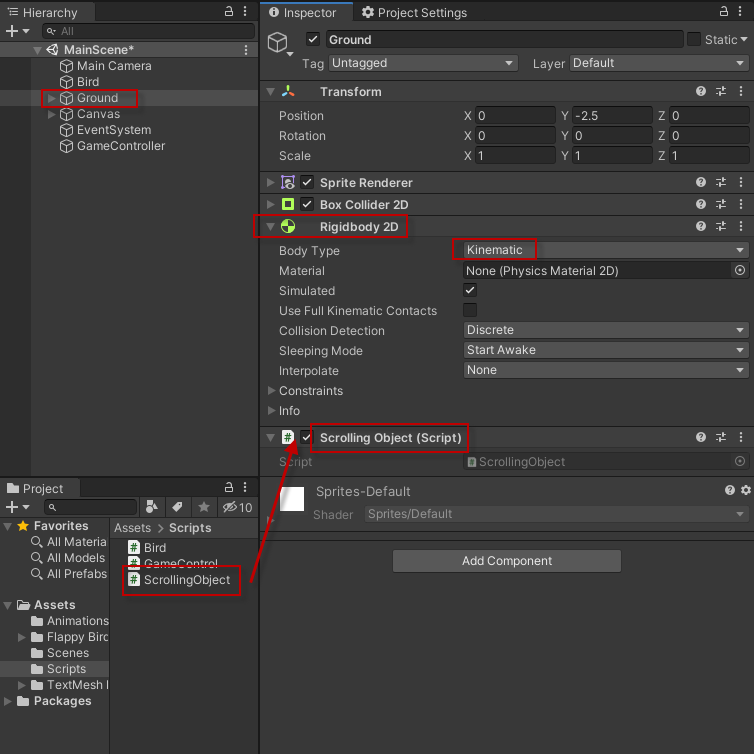 Hierarchy
All
MainScene*
Main Camera
Bird
Ground
Canvas
EventSystem
GameController
Inspector
Project Settings
Ground
Static
Tag Untagged Layer Default
Transform
Position X 0 Y -2.5 Z 0
Rotation X 0 Y 0 Z 0
Scale X 1 Y 1 Z 1
Sprite Renderer
Box Collider 2D
Rigidbody 2D
Body Type Kinematic
Material None (Physics Material 2D)
Simulated
Use Full Kinematic Contacts
Collision Detection Discrete
Sleeping Mode Start Awake
Interpolate None
Constraints
Info
# Scrolling Object (Script)
Script ScrollingObject
Sprites-Default
Shader Sprites/Default
Add Component
Project
10
Favorites
All Materia
All Models
All Prefabs
Assets
Animations
Flappy Bird
Scenes
Scripts
TextMesh
Packages
Assets > Scripts
# Bird
# GameControl
# ScrollingObject